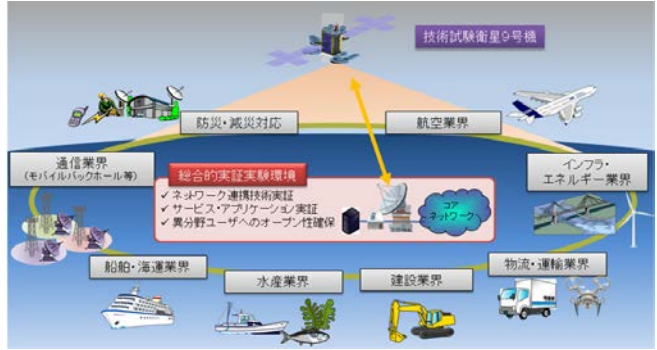 技術試験衛星9号機
防災・減災対応
航空業界
通信業界
(モバイルバックホール等)
総合的実証実験環境
インフラ・
エネルギー業界
✓ネットワーク連携技術実証
✓サービス・アプリケーション実証
✓異分野ユーザへのオープン性確保
コア
ネットワーク
船舶・海運業界
水産業界
建設業界
物流・運輸業界